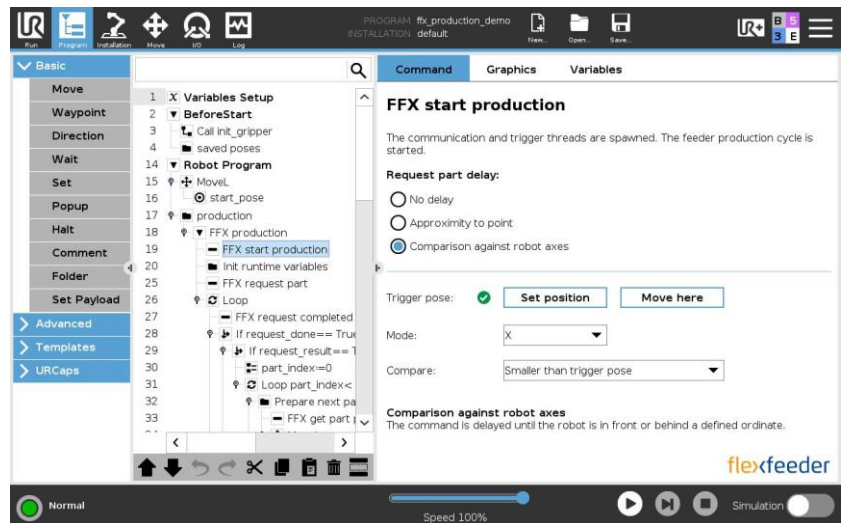 PROGRAM ffx_production_demo
INSTALLATION default
Run
Program
Installation
Move
I/O
Log
New...
Open...
Save...
UR+
B 5
3 E
Basic
Move
Waypoint
Direction
Wait
Set
Popup
Halt
Comment
Folder
Set Payload
Advanced
Templates
URCaps
1 X Variables Setup
2 BeforeStart
3 Call init_gripper
4 saved poses
14 Robot Program
15 MoveL
16 start_pose
17 production
18 FFX production
19 FFX start production
20 Init runtime variables
25 FFX request part
26 Loop
27 FFX request completed
28 If request_done== True
29 If request_result==
30 part_index:=0
31 Loop part_index<
32 Prepare next pa
33 FFX get part
Command Graphics Variables
FFX start production
The communication and trigger threads are spawned. The feeder production cycle is
started.
Request part delay:
No delay
Approximity to point
Comparison against robot axes
Trigger pose: Set position Move here
Mode: X
Compare: Smaller than trigger pose
Comparison against robot axes
The command is delayed until the robot is in front or behind a defined ordinate.
flexfeeder
Normal
Speed 100%
Simulation